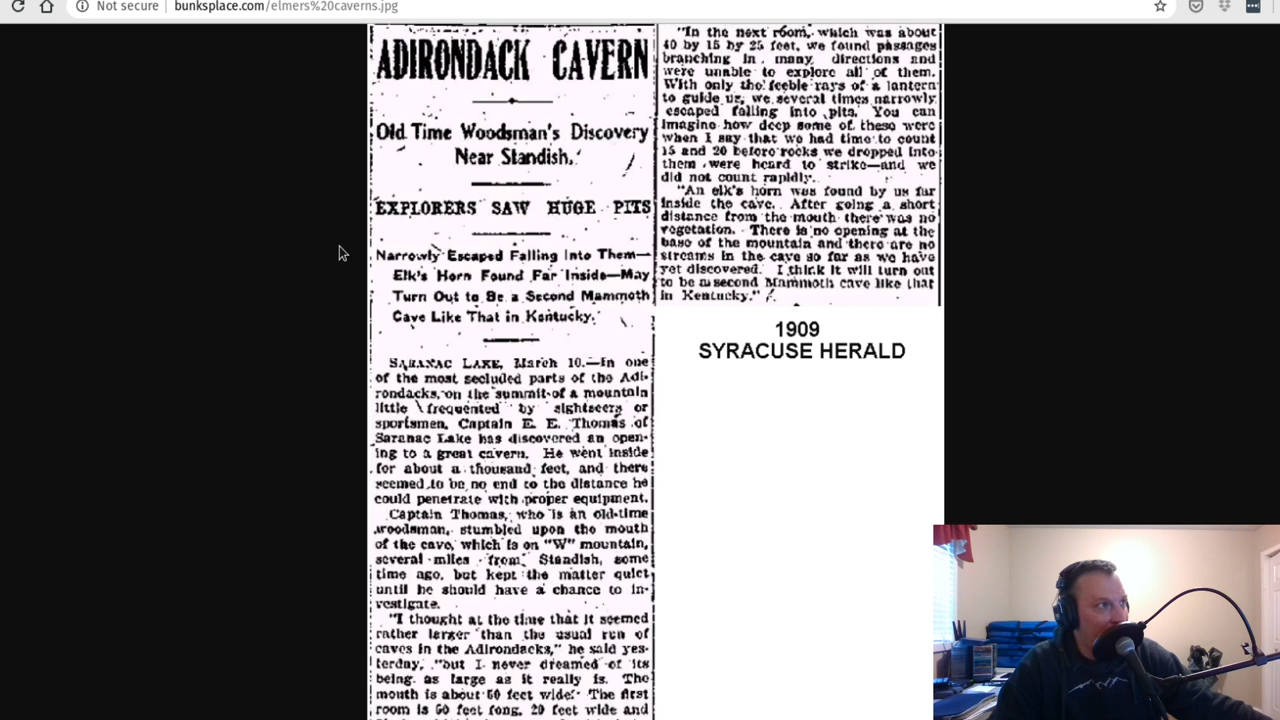 Not secure
bunksplace.com/elmers%20caverns.jpg
ADIRONDACK CAVERN
Old Time Woodsman's Discovery
Near Standish.
EXPLORERS SAW HUGE PITS
Narrowly Escaped Falling Into Them—
Elk's Horn Found Far Inside—May
Turn Out to Be a Second Mammoth
Cave Like That in Kentucky.
SARANAC LAKE, March 10.—In one
of the most secluded parts of the Adi-
rondacks, on the summit of a mountain
little frequented by sightseers or
sportsmen, Captain E. E. Thomas of
Saranac Lake has discovered an open-
ing to a great cavern. He went inside
for about a thousand feet, and there
seemed to be no end to the distance he
could penetrate with proper equipment.
Captain Thomas, who is an old-time
woodsman, stumbled upon the mouth
of the cave, which is on "W" mountain,
several miles from Standish, some
time ago, but kept the matter quiet
until he should have a chance to in-
vestigate.
"I thought at the time that it seemed
rather larger than the usual run of
caves in the Adirondacks," he said yes-
terday, "but I never dreamed of its
being as large as it really is. The
mouth is about 60 feet wide. The first
room is 60 feet long, 20 feet wide and
"In the next room, which was about
40 by 15 by 25 feet, we found passages
branching in many directions and
were unable to explore all of them.
With only the feeble rays of a lantern
to guide us, we several times narrowly
escaped falling into pits. You can
imagine how deep some of these were
when I say that we had time to count
15 and 20 before rocks we dropped into
them were heard to strike—and we
did not count rapidly.
"An elk's horn was found by us far
inside the cave. After going a short
distance from the mouth there was no
vegetation. There is no opening at the
base of the mountain and there are no
streams in the cave so far as we have
yet discovered. I think it will turn out
to be a second Mammoth cave like that
in Kentucky."
1909
SYRACUSE HERALD